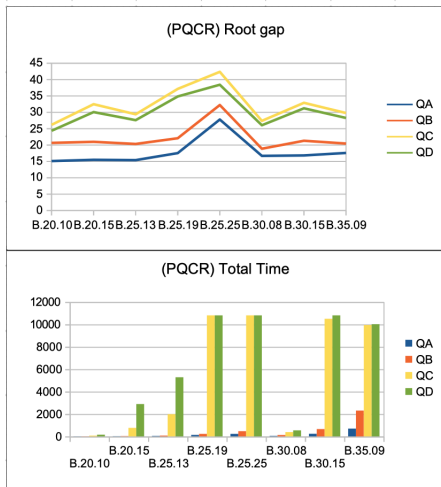 (PQCR) Root gap
45
40
35
30
25
20
15
10
5
0
B.20.10 B.20.15 B.25.13 B.25.19 B.25.25 B.30.08 B.30.15 B.35.09
QA
QB
QC
QD
(PQCR) Total Time
12000
10000
8000
6000
4000
2000
0
B.20.15 B.25.19 B.30.08 B.35.09
B.20.10 B.25.13 B.25.25 B.30.15
QA
QB
QC
QD